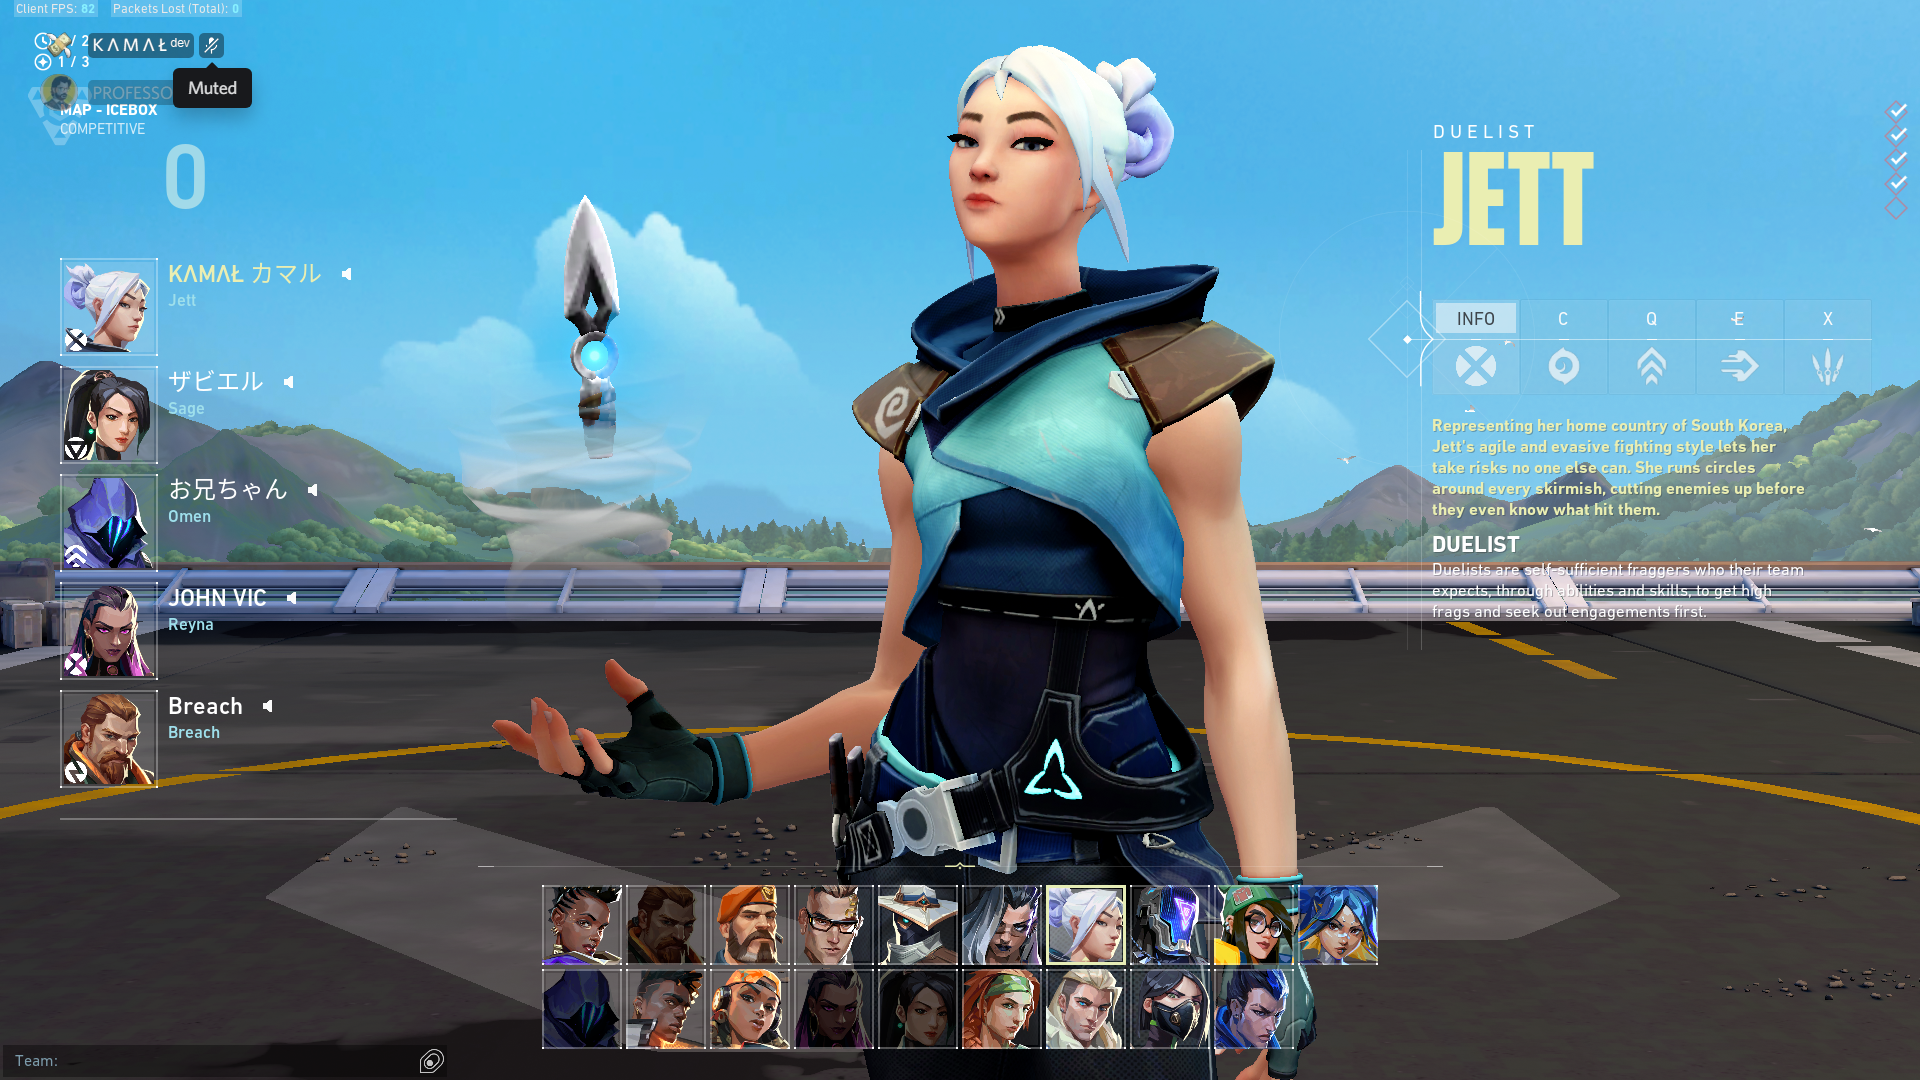 Client FPS: 82 Packets Lost (Total): 0
/ 2
KΛMΛŁ dev
1 / 3
Muted
PROFESSO
MAP - ICEBOX
COMPETITIVE
0
KΛMΛŁ カマル
Jett
ザビエル
Sage
お兄ちゃん
Omen
JOHN VIC
Reyna
Breach
Breach
Team:
DUELIST
JETT
INFO C Q E X
Representing her home country of South Korea,
Jett's agile and evasive fighting style lets her
take risks no one else can. She runs circles
around every skirmish, cutting enemies up before
they even know what hit them.
DUELIST
Duelists are self-sufficient fraggers who their team
expects, through abilities and skills, to get high
frags and seek out engagements first.